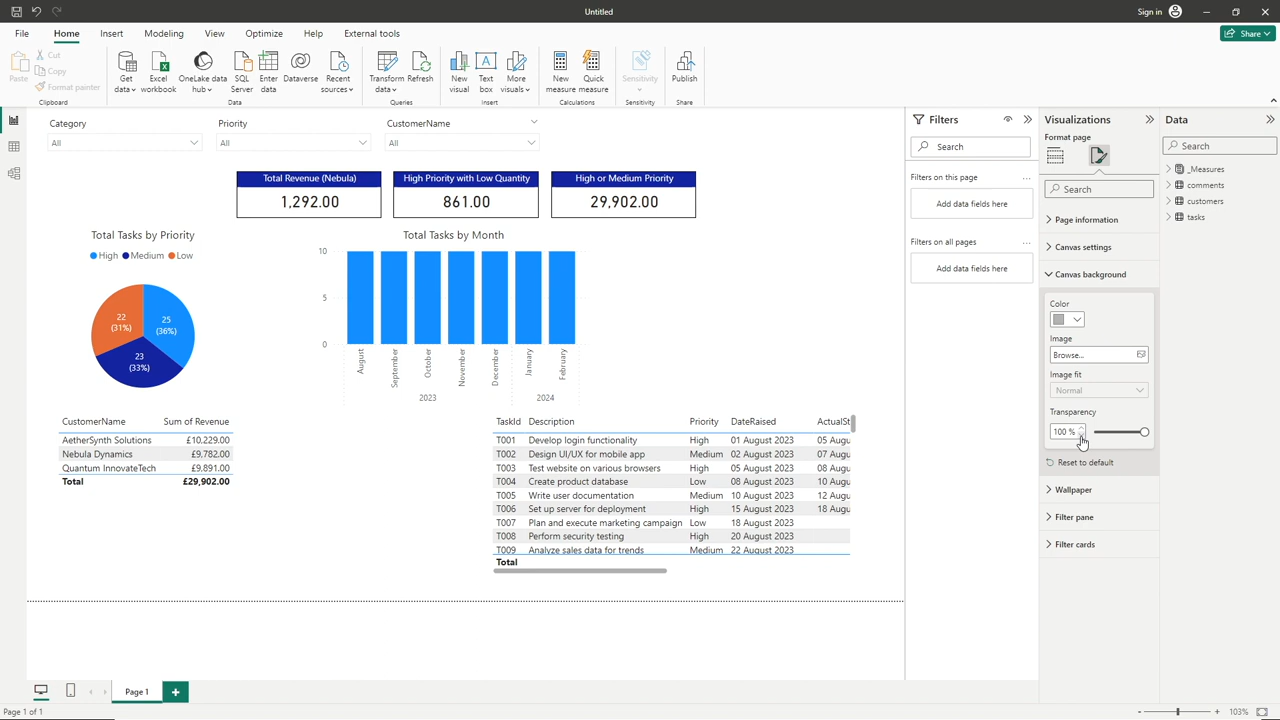 Untitled
Sign in
File Home Insert Modeling View Optimize Help External tools
Share
Paste
Cut
Copy
Format painter
Clipboard
Get data
Excel workbook
OneLake data hub
SQL Server
Enter data
Dataverse
Recent sources
Data
Transform data
Refresh
Queries
New visual
Text box
More visuals
Insert
New measure
Quick measure
Calculations
Sensitivity
Sensitivity
Publish
Share
Category
All
Priority
All
CustomerName
All
Total Revenue (Nebula)
1,292.00
High Priority with Low Quantity
861.00
High or Medium Priority
29,902.00
Total Tasks by Priority
High Medium Low
22
(31%)
25
(36%)
23
(33%)
Total Tasks by Month
10
5
0
August
September
October
November
December
January
February
2023
2024
CustomerName Sum of Revenue
AetherSynth Solutions £10,229.00
Nebula Dynamics £9,782.00
Quantum InnovateTech £9,891.00
Total £29,902.00
TaskId Description Priority DateRaised ActualSt
T001 Develop login functionality High 01 August 2023 05 Augu
T002 Design UI/UX for mobile app Medium 02 August 2023 07 Augu
T003 Test website on various browsers High 05 August 2023 08 Augu
T004 Create product database Low 08 August 2023 10 Augu
T005 Write user documentation Medium 10 August 2023 12 Augu
T006 Set up server for deployment High 15 August 2023 18 Augu
T007 Plan and execute marketing campaign Low 18 August 2023
T008 Perform security testing High 20 August 2023
T009 Analyze sales data for trends Medium 22 August 2023
Total
Filters
Search
Filters on this page ...
Add data fields here
Filters on all pages ...
Add data fields here
Visualizations
Format page
Search
Page information
Canvas settings
Canvas background
Color
Image
Browse...
Image fit
Normal
Transparency
100 %
Reset to default
Wallpaper
Filter pane
Filter cards
Data
Search
_Measures
comments
customers
tasks
Page 1
+
Page 1 of 1
- + 103%